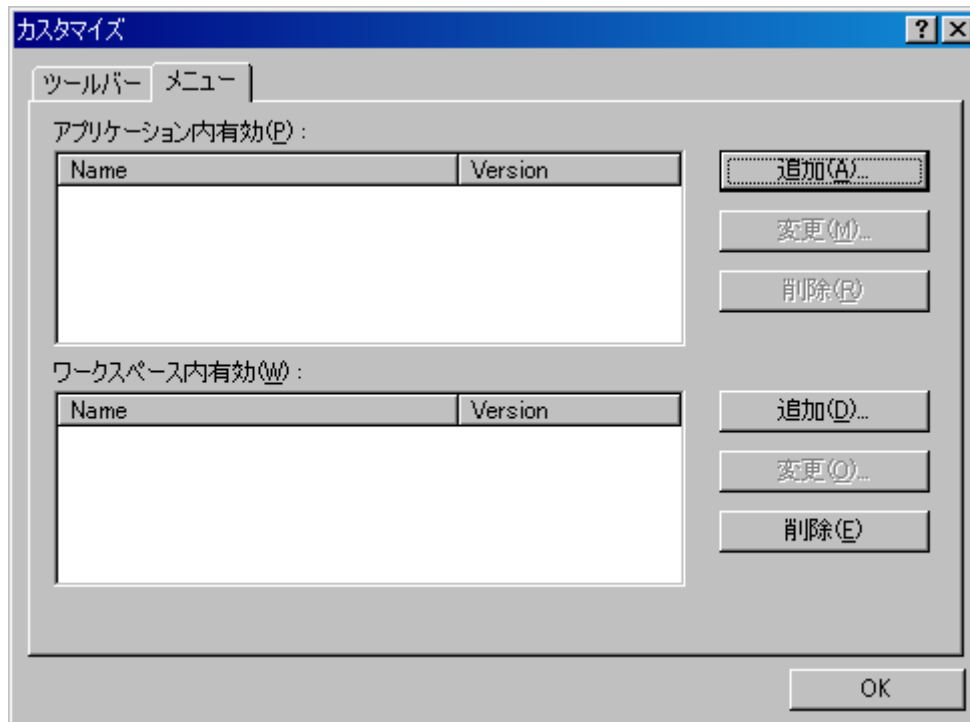 カスタマイズ
ツールバー メニュー
アプリケーション内有効(P) :
Name Version
追加(A)...
変更(M)...
削除(R)
ワークスペース内有効(W) :
Name Version
追加(D)...
変更(O)...
削除(E)
OK